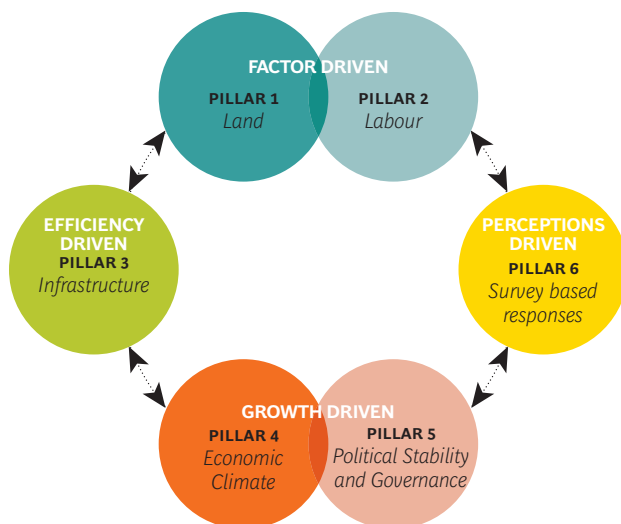 FACTOR DRIVEN
PILLAR 1
Land
PILLAR 2
Labour
EFFICIENCY
DRIVEN
PILLAR 3
Infrastructure
PERCEPTIONS
DRIVEN
PILLAR 6
Survey based
responses
GROWTH DRIVEN
PILLAR 4
Economic
Climate
PILLAR 5
Political Stability
and Governance